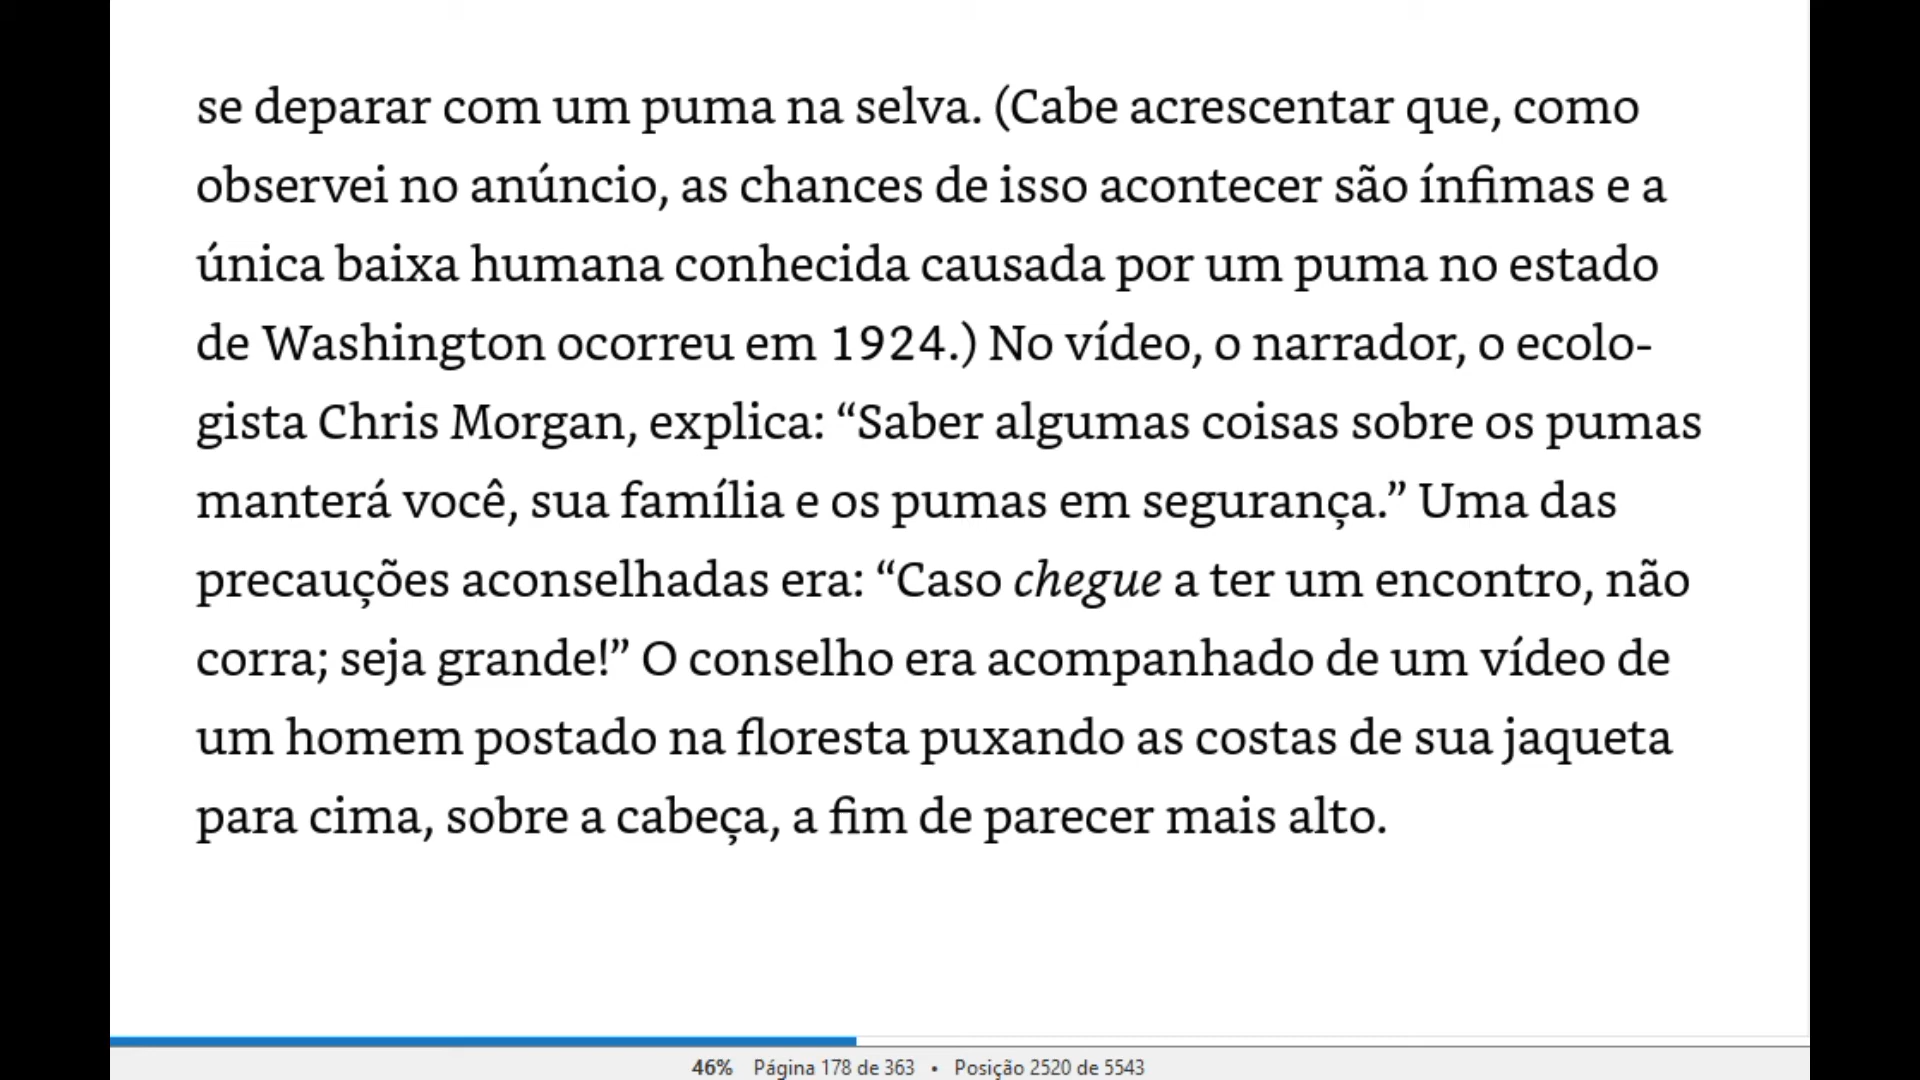 se deparar com um puma na selva. (Cabe acrescentar que, como
observei no anúncio, as chances de isso acontecer são ínfimas e a
única baixa humana conhecida causada por um puma no estado
de Washington ocorreu em 1924.) No vídeo, o narrador, o ecolo-
gista Chris Morgan, explica: “Saber algumas coisas sobre os pumas
manterá você, sua família e os pumas em segurança.” Uma das
precauções aconselhadas era: “Caso chegue a ter um encontro, não
corra; seja grande!” O conselho era acompanhado de um vídeo de
um homem postado na floresta puxando as costas de sua jaqueta
para cima, sobre a cabeça, a fim de parecer mais alto.
46% Página 178 de 363 • Posição 2520 de 5543